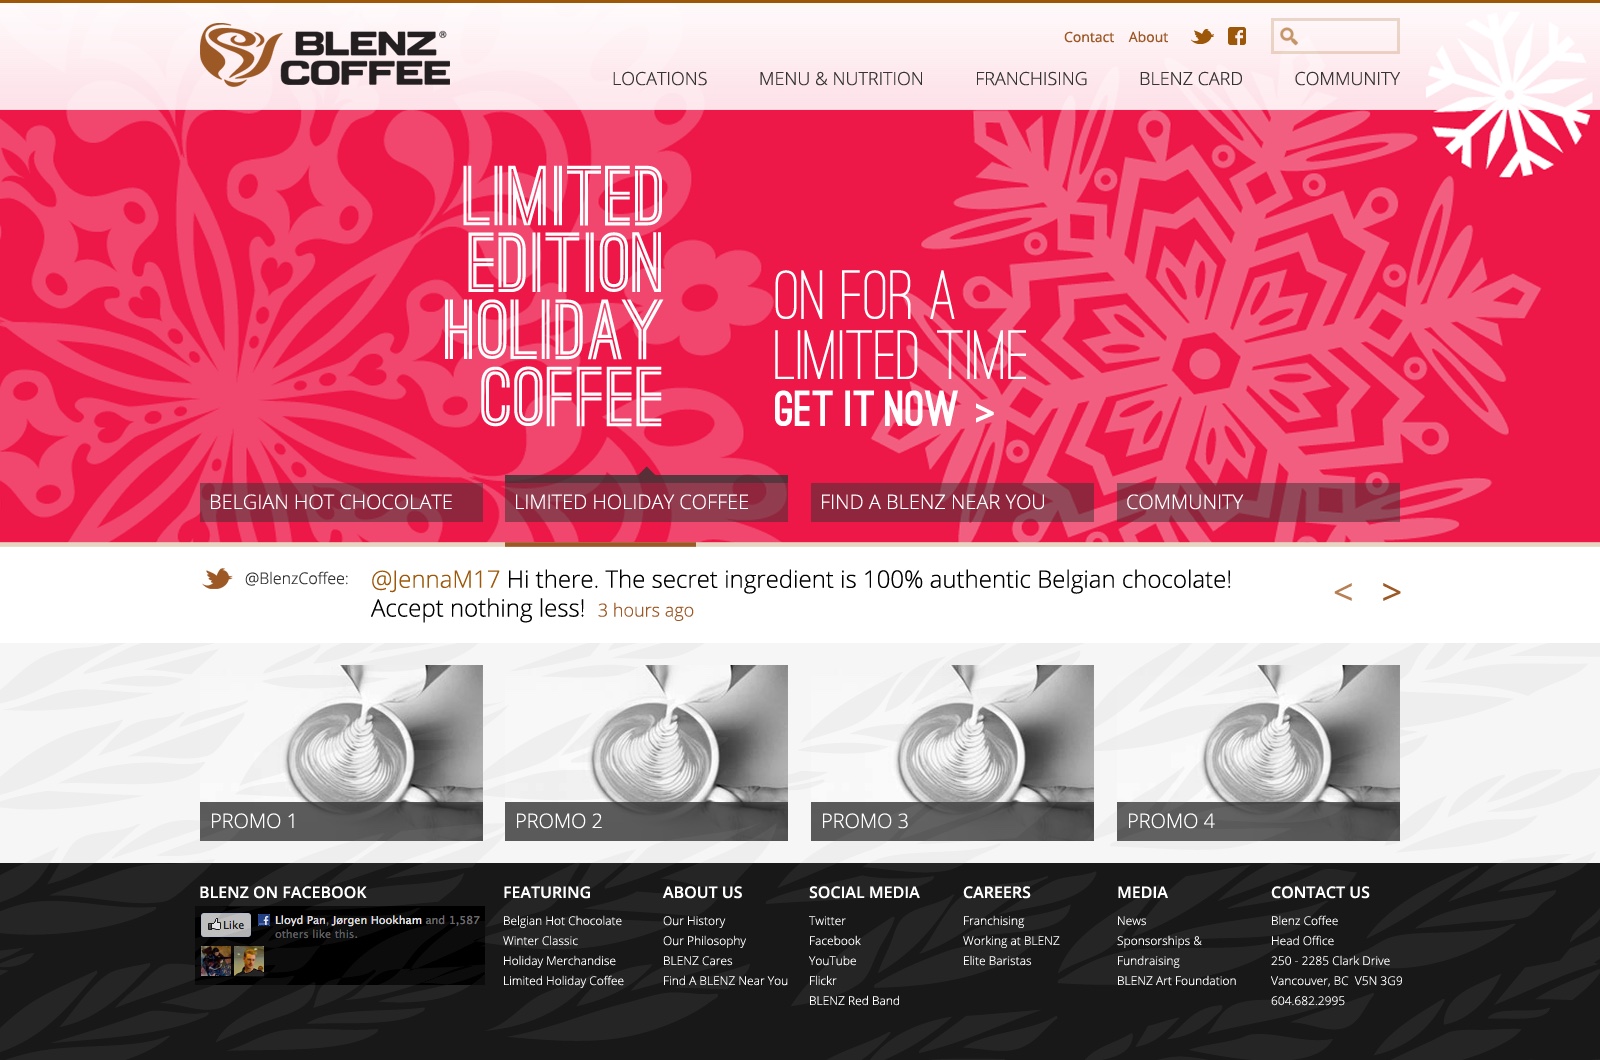 BLENZ®
COFFEE
Contact About
LOCATIONS MENU & NUTRITION FRANCHISING BLENZ CARD COMMUNITY
LIMITED
EDITION
HOLIDAY
COFFEE
ON FOR A
LIMITED TIME
GET IT NOW >
BELGIAN HOT CHOCOLATE LIMITED HOLIDAY COFFEE FIND A BLENZ NEAR YOU COMMUNITY
@BlenzCoffee: @JennaM17 Hi there. The secret ingredient is 100% authentic Belgian chocolate!
Accept nothing less! 3 hours ago
< >
PROMO 1 PROMO 2 PROMO 3 PROMO 4
BLENZ ON FACEBOOK
Like Lloyd Pan, Jørgen Hookham and 1,587
others like this.
FEATURING
Belgian Hot Chocolate
Winter Classic
Holiday Merchandise
Limited Holiday Coffee
ABOUT US
Our History
Our Philosophy
BLENZ Cares
Find A BLENZ Near You
SOCIAL MEDIA
Twitter
Facebook
YouTube
Flickr
BLENZ Red Band
CAREERS
Franchising
Working at BLENZ
Elite Baristas
MEDIA
News
Sponsorships &
Fundraising
BLENZ Art Foundation
CONTACT US
Blenz Coffee
Head Office
250 - 2285 Clark Drive
Vancouver, BC V5N 3G9
604.682.2995